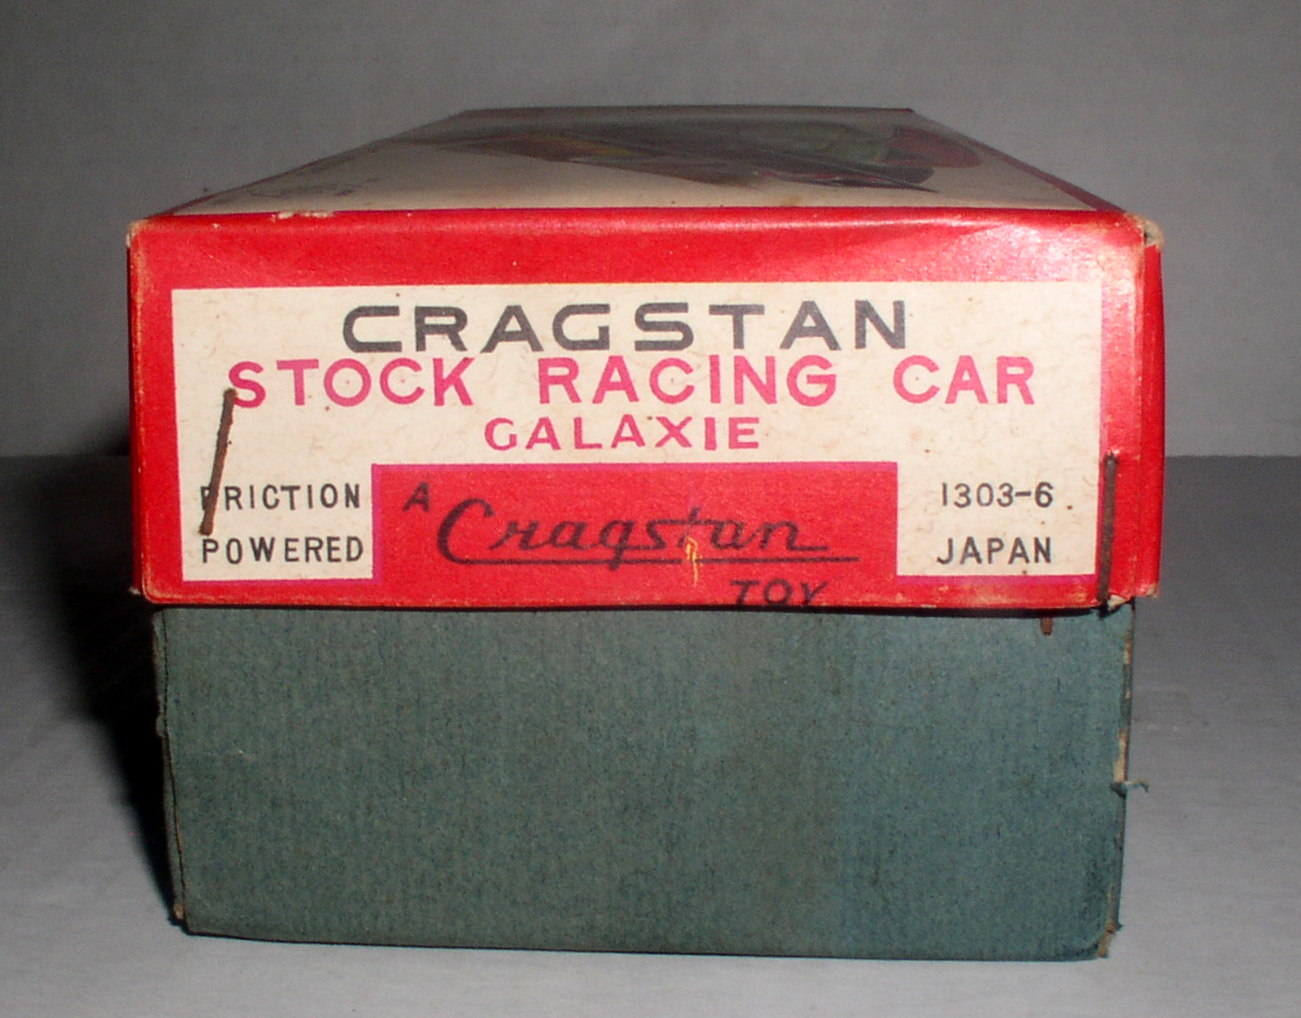 CRAGSTAN
STOCK RACING CAR
GALAXIE
FRICTION
POWERED
A Cragstan
TOY
1303-6
JAPAN